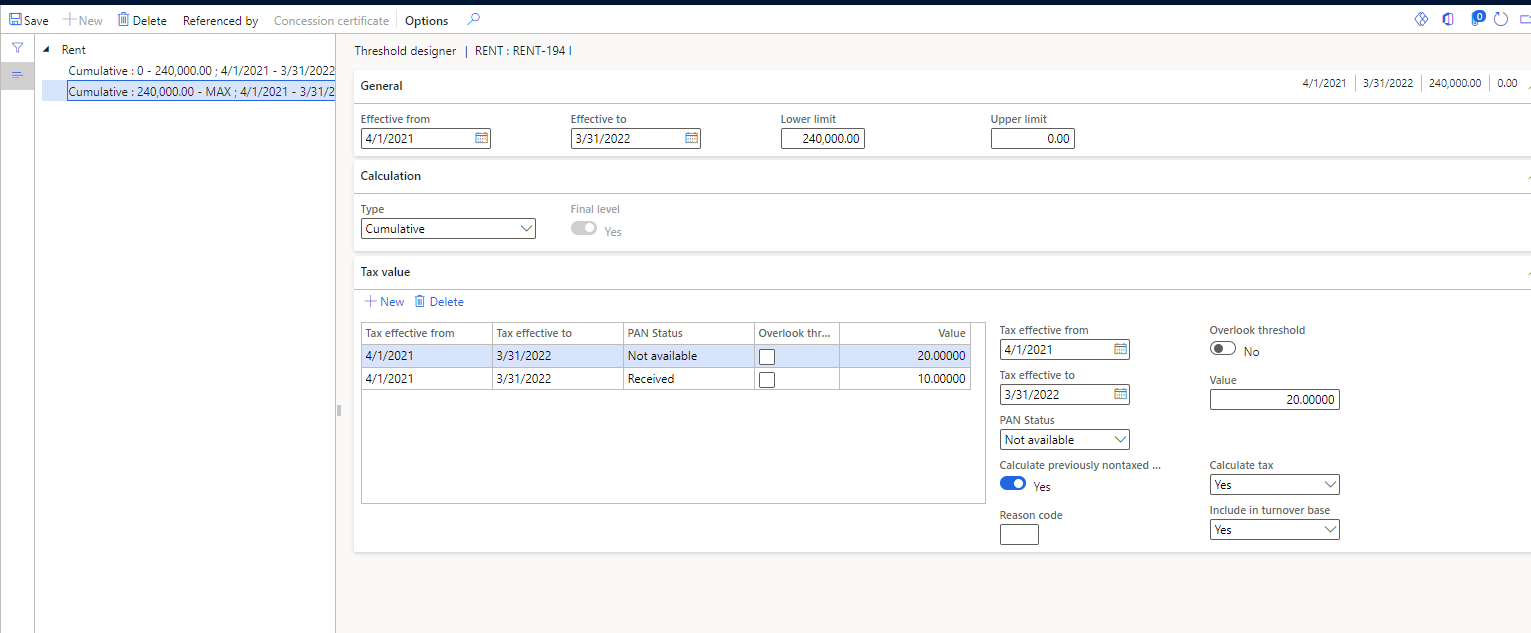 Save New Delete Referenced by Concession certificate Options 0
Rent
Cumulative : 0 - 240,000.00 ; 4/1/2021 - 3/31/2022
Cumulative : 240,000.00 - MAX ; 4/1/2021 - 3/31/2
Threshold designer | RENT : RENT-194 I
General 4/1/2021 3/31/2022 240,000.00 0.00
Effective from Effective to Lower limit Upper limit
4/1/2021 3/31/2022 240,000.00 0.00
Calculation
Type Final level
Cumulative Yes
Tax value
New Delete
Tax effective from Tax effective to PAN Status Overlook thr... Value
4/1/2021 3/31/2022 Not available 20.00000
4/1/2021 3/31/2022 Received 10.00000
Tax effective from Overlook threshold
4/1/2021 No
Tax effective to Value
3/31/2022 20.00000
PAN Status
Not available
Calculate previously nontaxed ... Calculate tax
Yes Yes
Reason code Include in turnover base
Yes